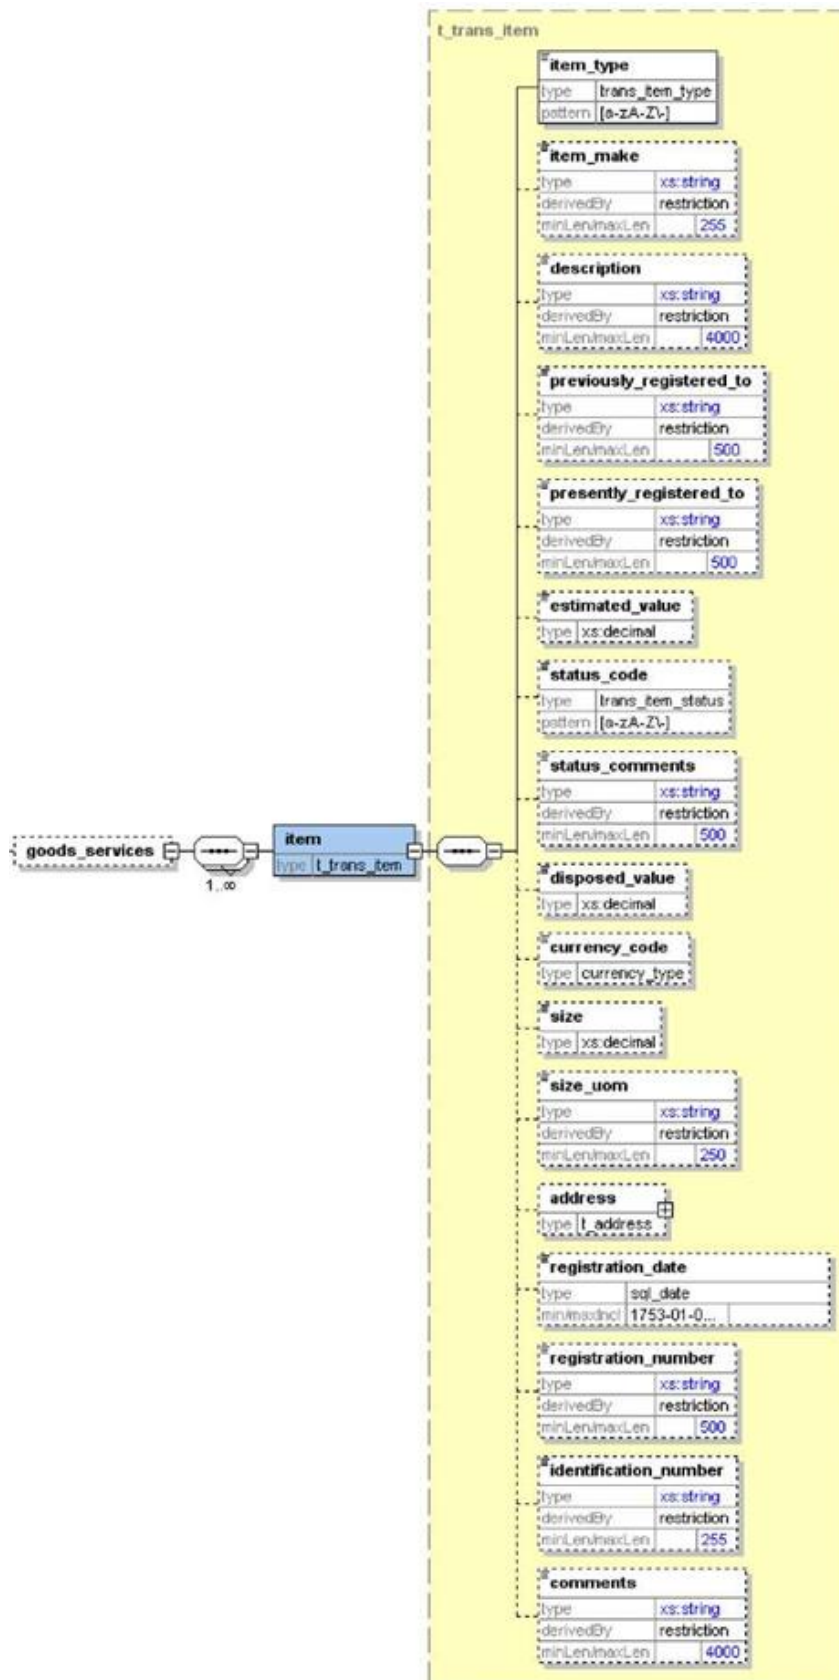 t_trans_item
item_type
type trans_item_type
pattern [a-zA-Z\-]
item_make
type xs:string
derivedBy restriction
minLen/maxLen 255
description
type xs:string
derivedBy restriction
minLen/maxLen 4000
previously_registered_to
type xs:string
derivedBy restriction
minLen/maxLen 500
presently_registered_to
type xs:string
derivedBy restriction
minLen/maxLen 500
estimated_value
type xs:decimal
status_code
type trans_item_status
pattern [a-zA-Z\-]
status_comments
type xs:string
derivedBy restriction
minLen/maxLen 500
goods_services
1..∞
item
type t_trans_item
disposed_value
type xs:decimal
currency_code
type currency_type
size
type xs:decimal
size_uom
type xs:string
derivedBy restriction
minLen/maxLen 250
address
type t_address
registration_date
type sql_date
min/maxIncl 1753-01-0...
registration_number
type xs:string
derivedBy restriction
minLen/maxLen 500
identification_number
type xs:string
derivedBy restriction
minLen/maxLen 255
comments
type xs:string
derivedBy restriction
minLen/maxLen 4000